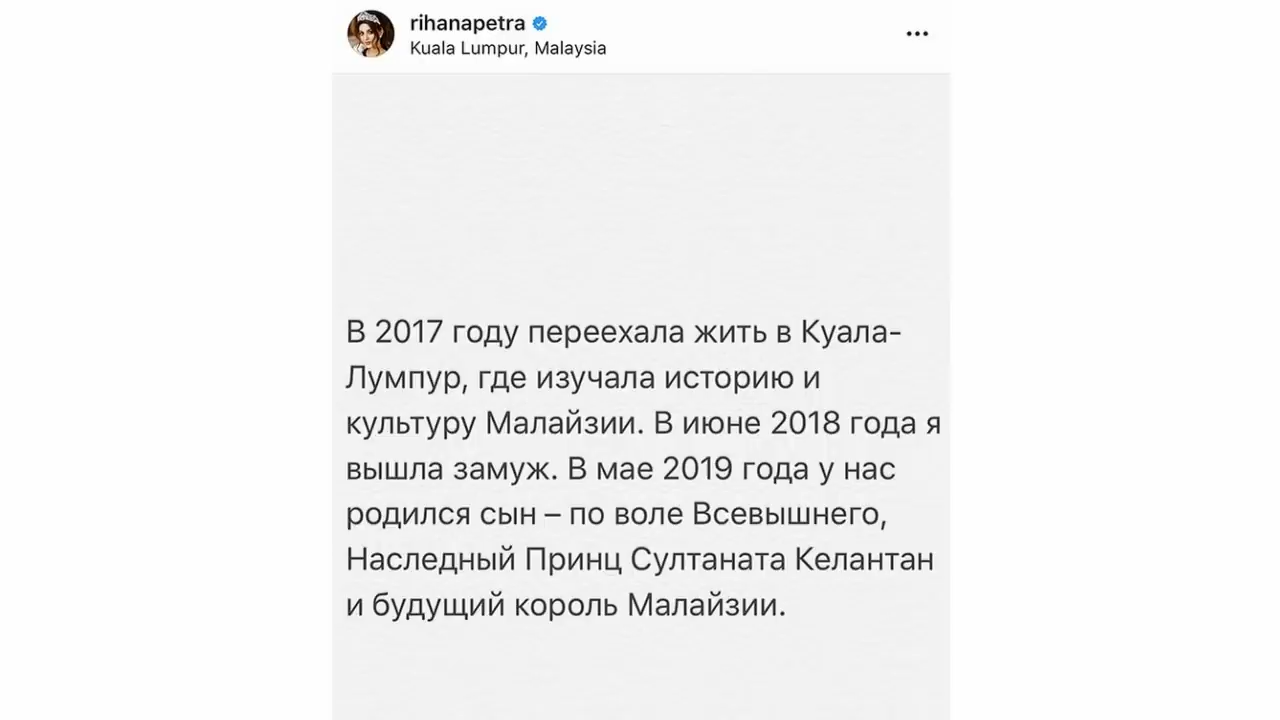 rihanapetra
Kuala Lumpur, Malaysia
В 2017 году переехала жить в Куала-
Лумпур, где изучала историю и
культуру Малайзии. В июне 2018 года я
вышла замуж. В мае 2019 года у нас
родился сын – по воле Всевышнего,
Наследный Принц Султаната Келантан
и будущий король Малайзии.